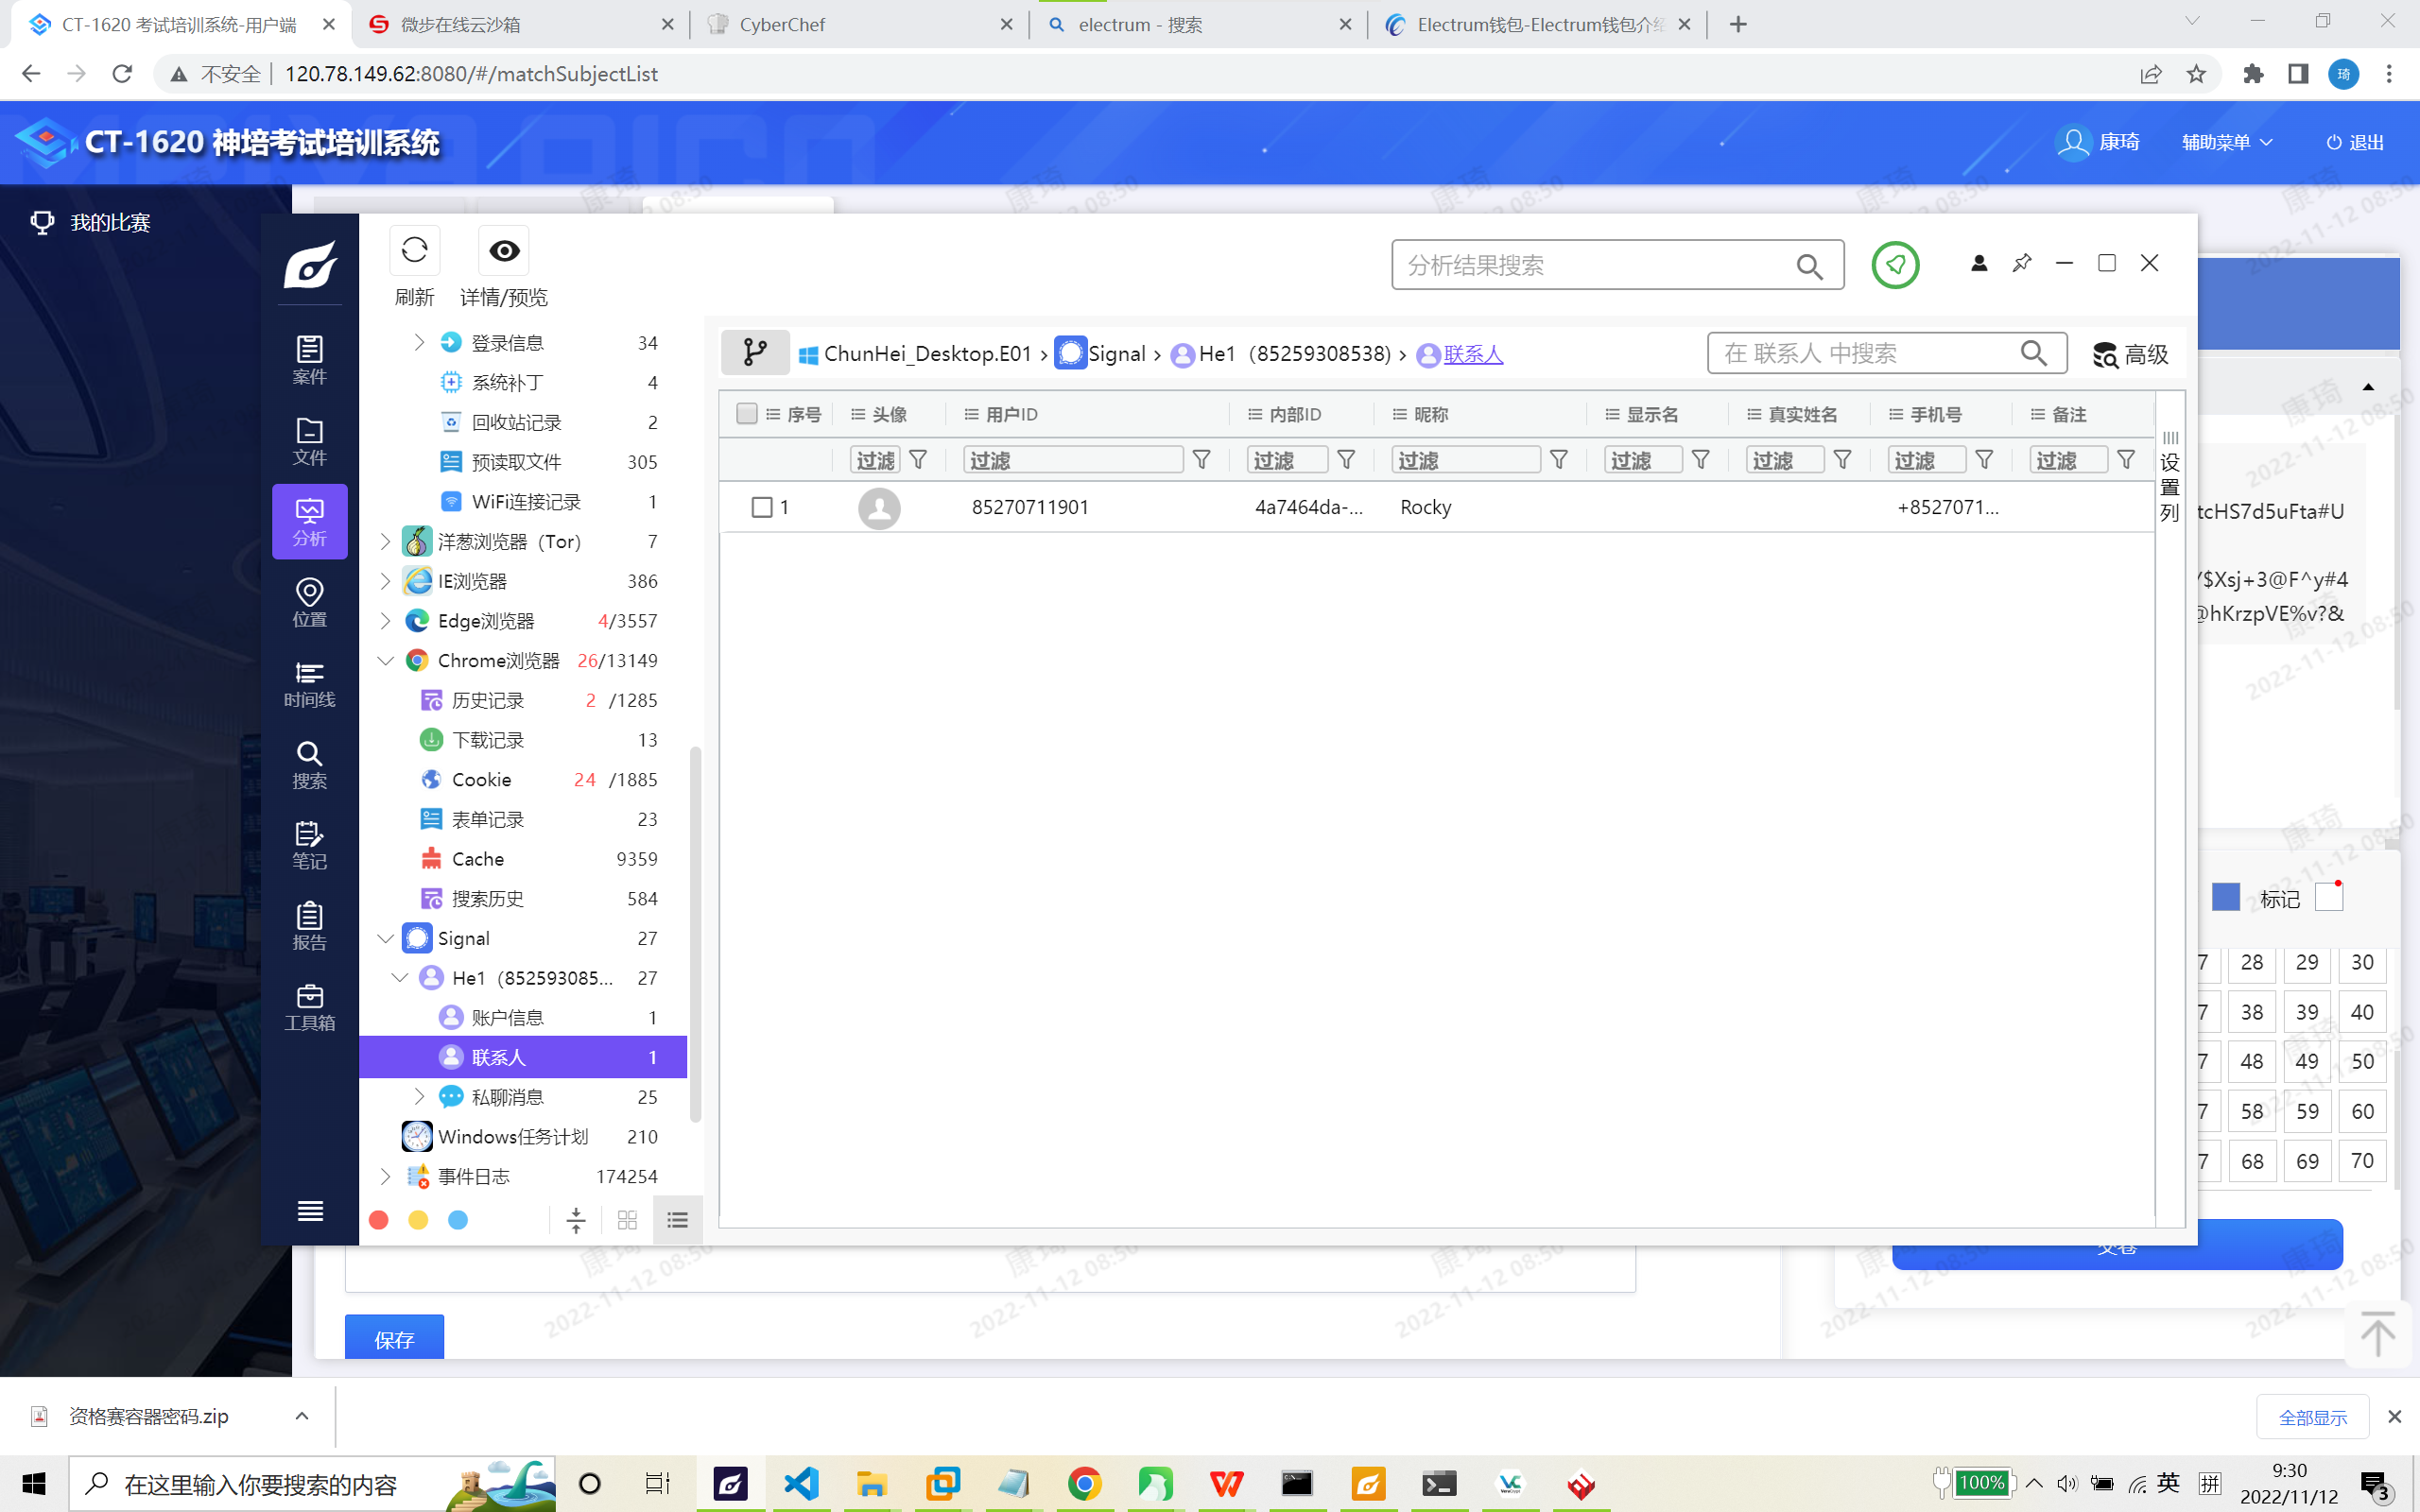 CT-1620 考试培训系统-用户端
微步在线云沙箱
CyberChef
electrum - 搜索
Electrum钱包-Electrum钱包介绍
不安全
120.78.149.62:8080/#/matchSubjectList
琦
CT-1620 神培考试培训系统
康琦
辅助菜单
退出
我的比赛
案件
文件
分析
位置
时间线
搜索
笔记
报告
工具箱
刷新
详情/预览
分析结果搜索
登录信息 34
系统补丁 4
回收站记录 2
预读取文件 305
WiFi连接记录 1
洋葱浏览器（Tor） 7
IE浏览器 386
Edge浏览器 4/3557
Chrome浏览器 26/13149
历史记录 2 /1285
下载记录 13
Cookie 24 /1885
表单记录 23
Cache 9359
搜索历史 584
Signal 27
He1（852593085... 27
账户信息 1
联系人 1
私聊消息 25
Windows任务计划 210
事件日志 174254
ChunHei_Desktop.E01 › Signal › He1（85259308538) › 联系人
在 联系人 中搜索
高级
序号 头像 用户ID 内部ID 昵称 显示名 真实姓名 手机号 备注
过滤 过滤 过滤 过滤 过滤 过滤 过滤 过滤
1 85270711901 4a7464da-... Rocky +8527071...
设置列
tcHS7d5uFta#U
$Xsj+3@F^y#4
@hKrzpVE%v?&
标记
7 28 29 30
7 38 39 40
7 48 49 50
7 58 59 60
7 68 69 70
交卷
保存
康琦
2022-11-12 08:50
资格赛容器密码.zip
全部显示
在这里输入你要搜索的内容
100%
英
拼
9:30
2022/11/12
3